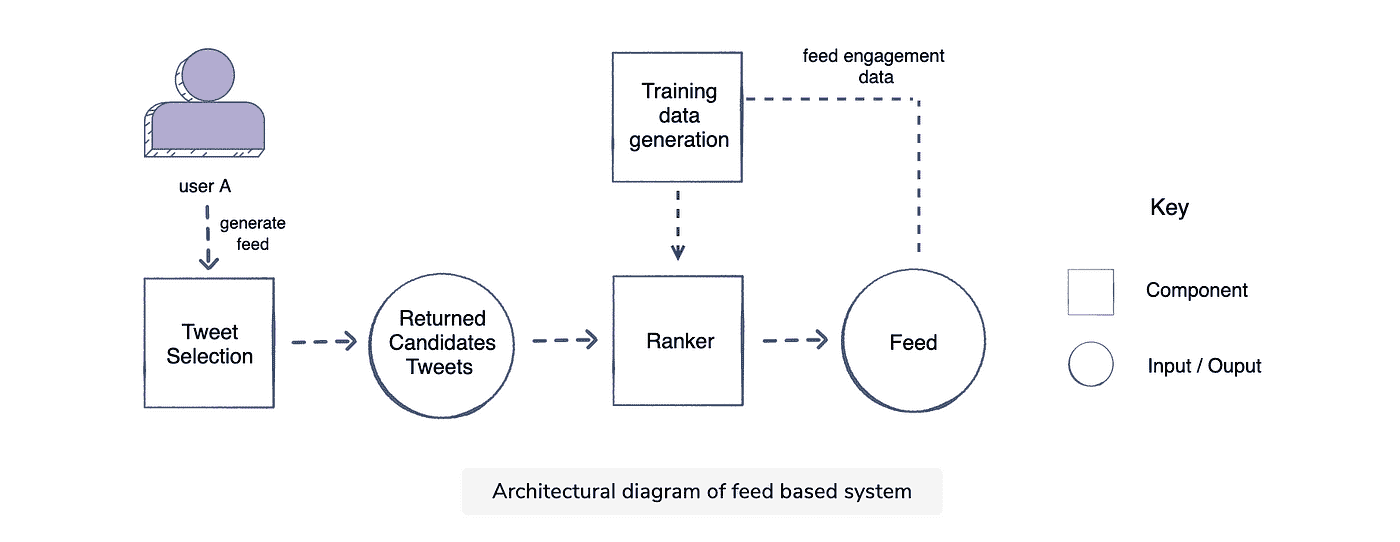 feed engagement
data
Training
data
generation
user A
generate
feed
Key
Tweet
Selection
Returned
Candidates
Tweets
Ranker
Feed
Component
Input / Ouput
Architectural diagram of feed based system